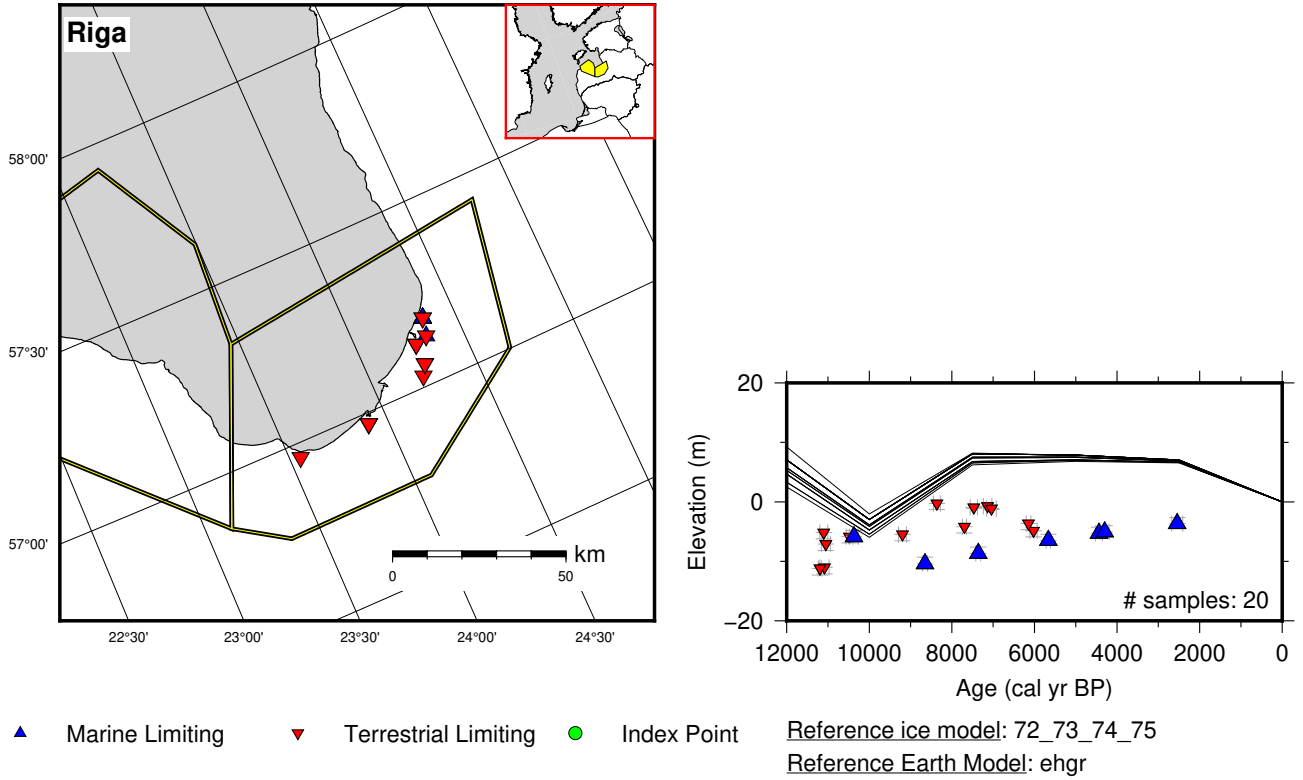 Riga
58°00'
57°30'
57°00'
22°30'
23°00'
23°30'
24°00'
24°30'
km
0
50
20
0
−20
Elevation (m)
# samples: 20
12000
10000
8000
6000
4000
2000
0
Age (cal yr BP)
Marine Limiting
Terrestrial Limiting
Index Point
Reference ice model: 72_73_74_75
Reference Earth Model: ehgr